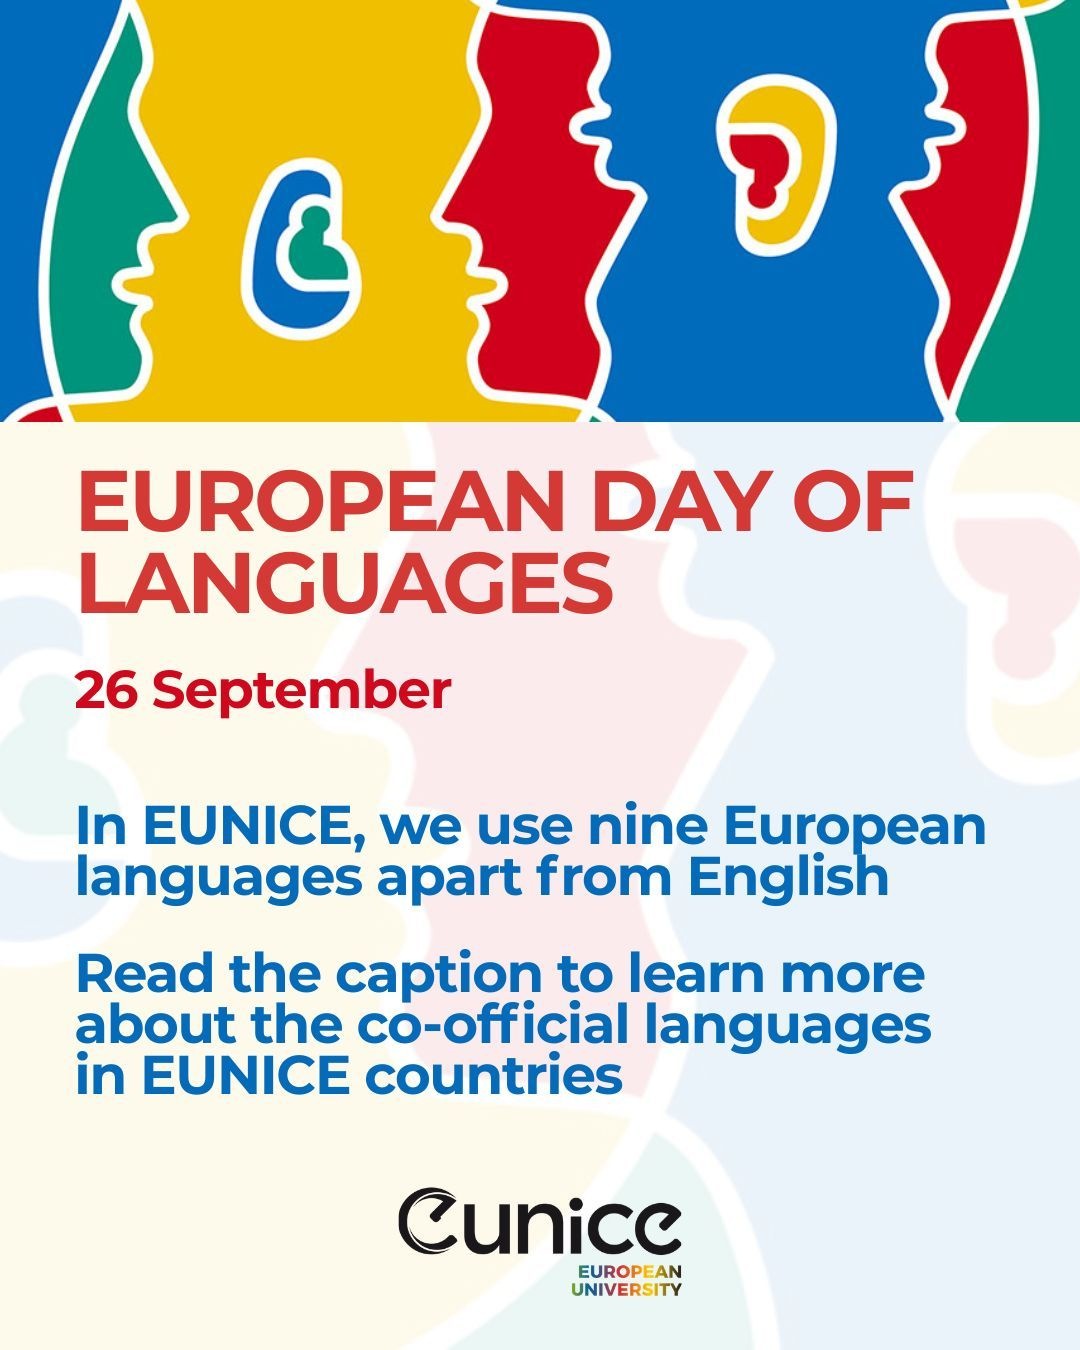 EUROPEAN DAY OF
LANGUAGES
26 September
In EUNICE, we use nine European
languages apart from English
Read the caption to learn more
about the co-official languages
in EUNICE countries
eunice
EUROPEAN
UNIVERSITY